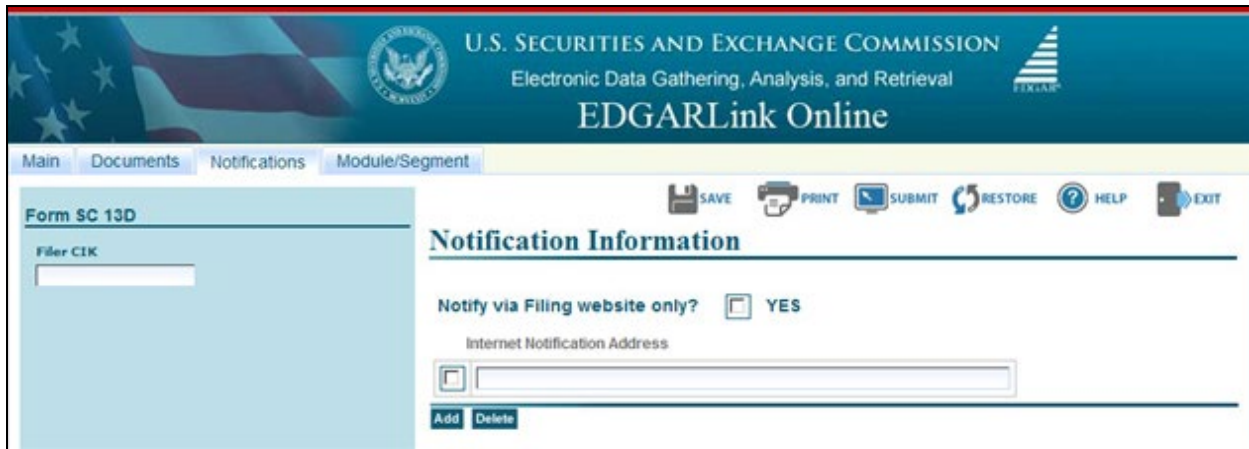 U.S. SECURITIES AND EXCHANGE COMMISSION
Electronic Data Gathering, Analysis, and Retrieval
EDGAR®
EDGARLink Online
Main Documents Notifications Module/Segment
SAVE PRINT SUBMIT RESTORE ? HELP EXIT
Form SC 13D
Filer CIK
Notification Information
Notify via Filing website only? YES
Internet Notification Address
Add Delete